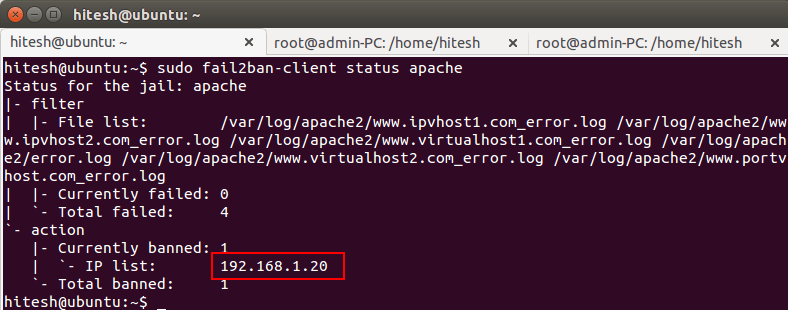 hitesh@ubuntu: ~
hitesh@ubuntu: ~ × root@admin-PC: /home/hitesh × root@admin-PC: /home/hitesh ×
hitesh@ubuntu:~$ sudo fail2ban-client status apache
Status for the jail: apache
|- filter
|  |- File list:        /var/log/apache2/www.ipvhost1.com_error.log /var/log/apache2/ww
w.ipvhost2.com_error.log /var/log/apache2/www.virtualhost1.com_error.log /var/log/apach
e2/error.log /var/log/apache2/www.virtualhost2.com_error.log /var/log/apache2/www.portv
host.com_error.log
|  |- Currently failed: 0
|  `- Total failed:     4
`- action
   |- Currently banned: 1
   |  `- IP list:       192.168.1.20
   `- Total banned:     1
hitesh@ubuntu:~$ _